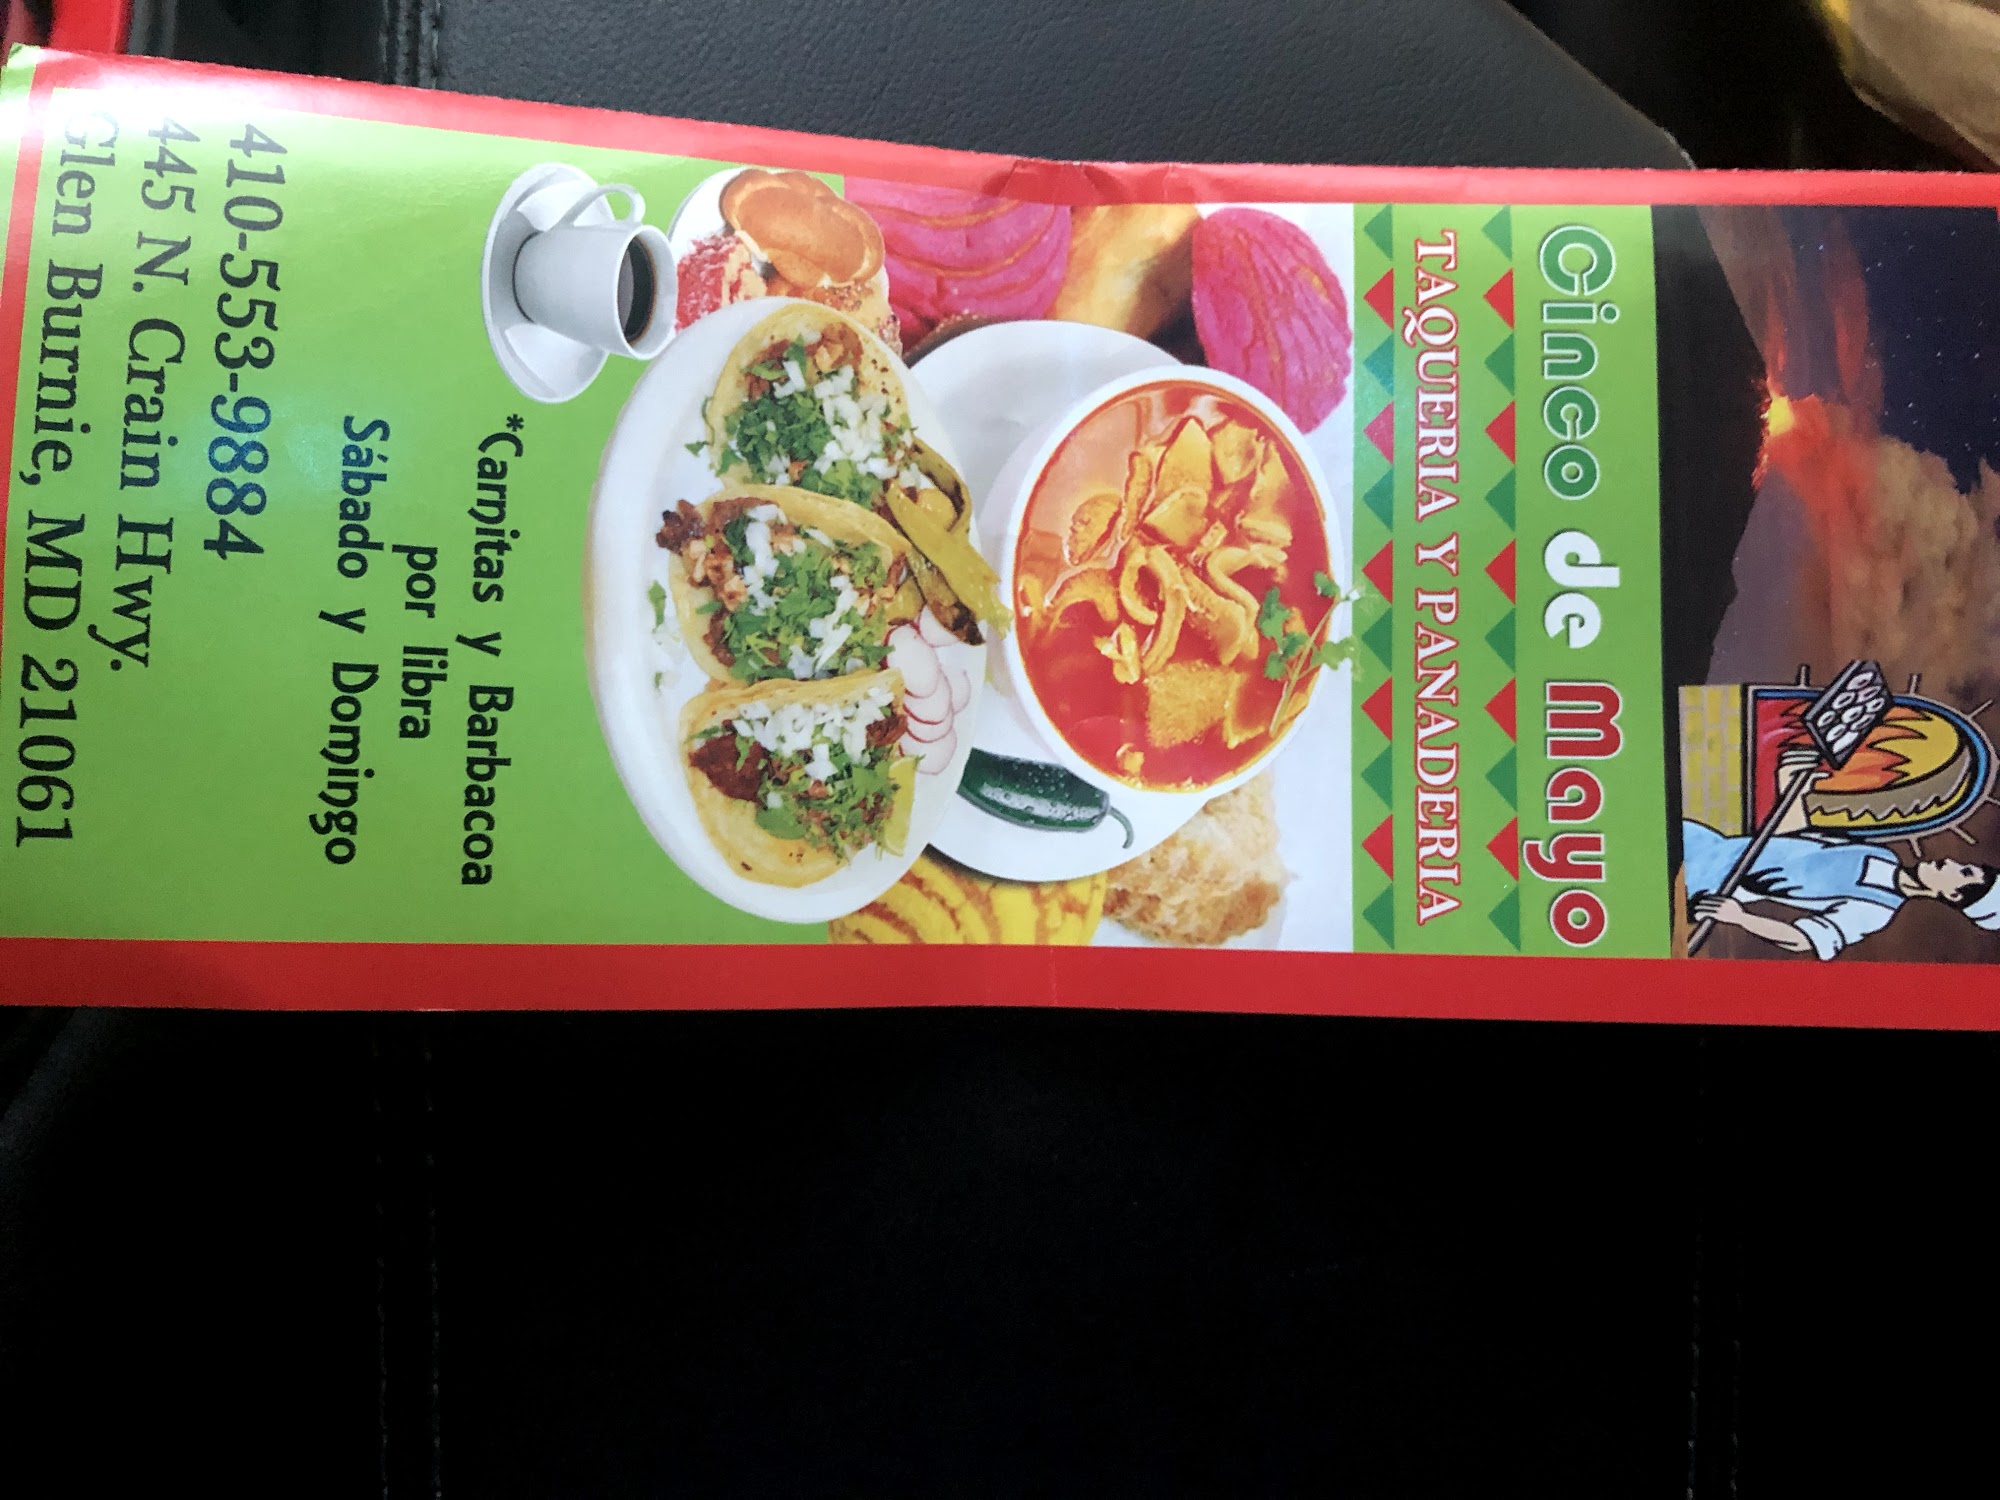 Cinco de Mayo
TAQUERIA Y PANADERIA
*Carnitas y Barbacoa
por libra
Sábado y Domingo
410-553-9884
445 N. Crain Hwy.
Glen Burnie, MD 21061